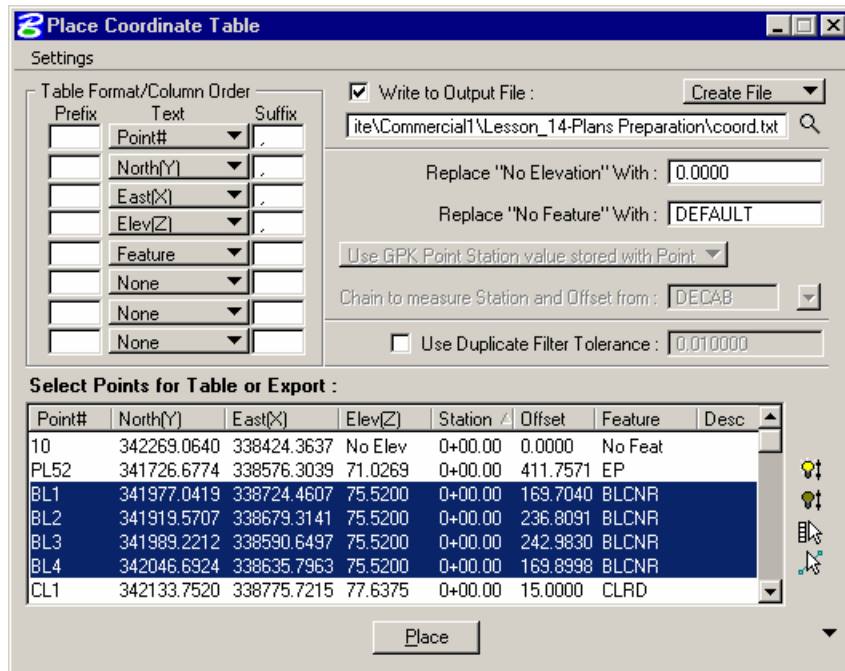 Place Coordinate Table
Settings
Table Format/Column Order
Prefix Text Suffix
Point# ,
North(Y) ,
East(X) ,
Elev(Z) ,
Feature
None
None
None
Write to Output File :
Create File
ite\Commercial1\Lesson_14-Plans Preparation\coord.txt
Replace "No Elevation" With : 0.0000
Replace "No Feature" With : DEFAULT
Use GPK Point Station value stored with Point
Chain to measure Station and Offset from : DECAB
Use Duplicate Filter Tolerance : 0.010000
Select Points for Table or Export :
Point# North(Y) East(X) Elev(Z) Station Offset Feature Desc
10 342269.0640 338424.3637 No Elev 0+00.00 0.0000 No Feat
PL52 341726.6774 338576.3039 71.0269 0+00.00 411.7571 EP
BL1 341977.0419 338724.4607 75.5200 0+00.00 169.7040 BLCNR
BL2 341919.5707 338679.3141 75.5200 0+00.00 236.8091 BLCNR
BL3 341989.2212 338590.6497 75.5200 0+00.00 242.9830 BLCNR
BL4 342046.6924 338635.7963 75.5200 0+00.00 169.8998 BLCNR
CL1 342133.7520 338775.7215 77.6375 0+00.00 15.0000 CLRD
Place